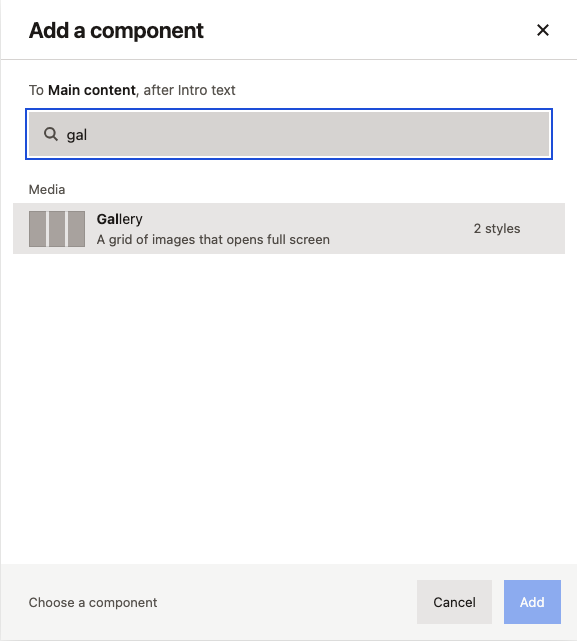 Add a component
To Main content, after Intro text
gal
Media
Gallery
A grid of images that opens full screen
2 styles
Choose a component
Cancel
Add